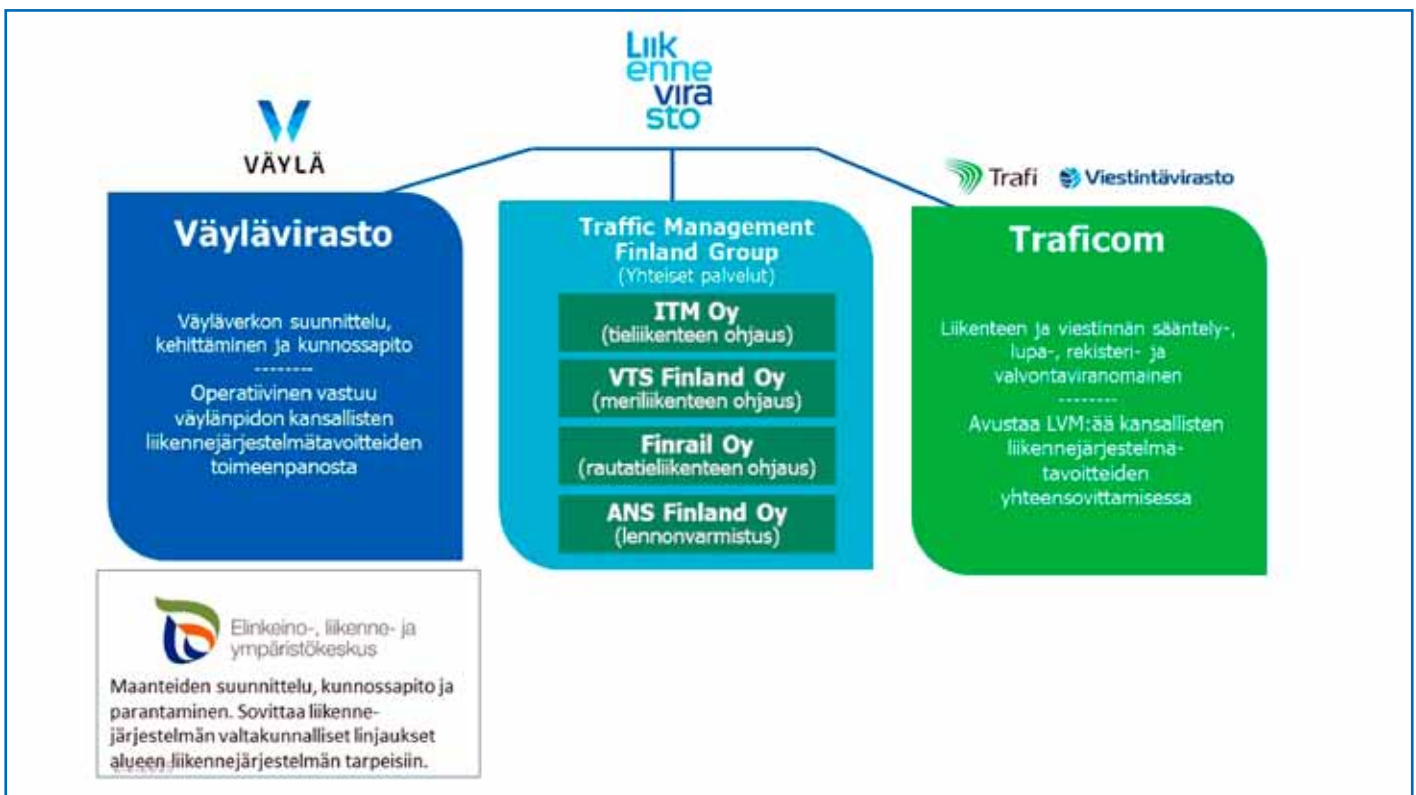 Liik
enne
vira
sto
VÄYLÄ
Väylävirasto
Väyläverkon suunnittelu,
kehittäminen ja kunnossapito
--------
Operatiivinen vastuu
väylänpidon kansallisten
liikennejärjestelmätavoitteiden
toimeenpanosta
Traffic Management
Finland Group
(Yhteiset palvelut)
ITM Oy
(tieliikenteen ohjaus)
VTS Finland Oy
(meriliikenteen ohjaus)
Finrail Oy
(rautatieliikenteen ohjaus)
ANS Finland Oy
(lennonvarmistus)
Trafi Viestintävirasto
Traficom
Liikenteen ja viestinnän sääntely-,
lupa-, rekisteri- ja
valvontaviranomainen
--------
Avustaa LVM:ää kansallisten
liikennejärjestelmä-
tavoitteiden
yhteensovittamisessa
Elinkeino-, liikenne- ja
ympäristökeskus
Maanteiden suunnittelu, kunnossapito ja
parantaminen. Sovittaa liikenne-
järjestelmän valtakunnalliset linjaukset
alueen liikennejärjestelmän tarpeisiin.